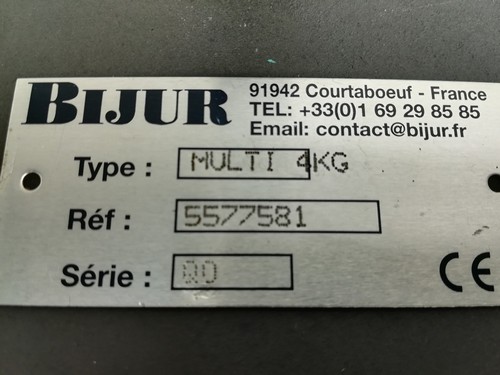 BIJUR
91942 Courtaboeuf - France
TEL: +33(0)1 69 29 85 85
Email: contact@bijur.fr
Type : MULTI 4KG
Réf : 5577581
Série :
CE